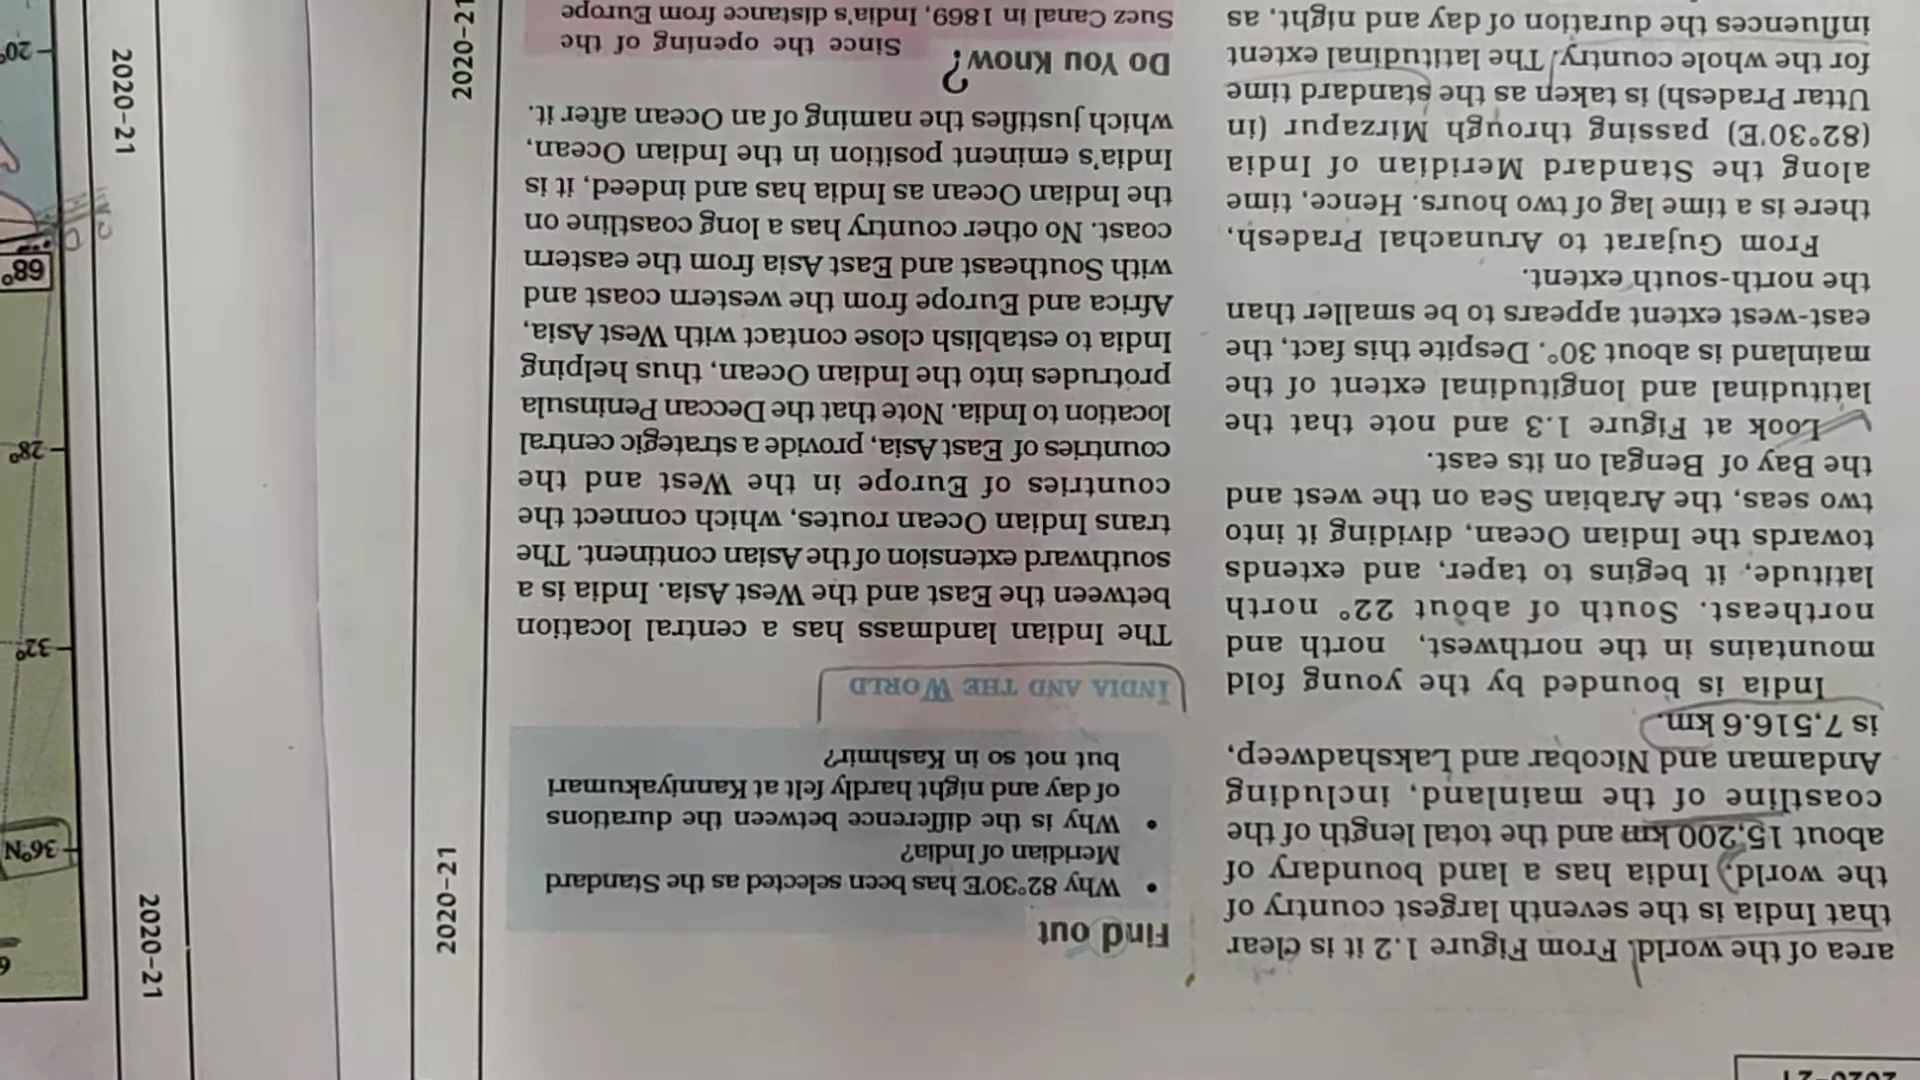 2020-21
area of the world. From Figure 1.2 it is clear
that India is the seventh largest country of
the world. India has a land boundary of
about 15,200 km and the total length of the
coastline of the mainland, including
Andaman and Nicobar and Lakshadweep,
is 7,516.6 km.
India is bounded by the young fold
mountains in the northwest, north and
northeast. South of about 22° north
latitude, it begins to taper, and extends
towards the Indian Ocean, dividing it into
two seas, the Arabian Sea on the west and
the Bay of Bengal on its east.
Look at Figure 1.3 and note that the
latitudinal and longitudinal extent of the
mainland is about 30°. Despite this fact, the
east-west extent appears to be smaller than
the north-south extent.
From Gujarat to Arunachal Pradesh,
there is a time lag of two hours. Hence, time
along the Standard Meridian of India
(82°30'E) passing through Mirzapur (in
Uttar Pradesh) is taken as the standard time
for the whole country. The latitudinal extent
influences the duration of day and night, as
Find out
• Why 82°30'E has been selected as the Standard
Meridian of India?
• Why is the difference between the durations
of day and night hardly felt at Kanniyakumari
but not so in Kashmir?
INDIA AND THE WORLD
The Indian landmass has a central location
between the East and the West Asia. India is a
southward extension of the Asian continent. The
trans Indian Ocean routes, which connect the
countries of Europe in the West and the
countries of East Asia, provide a strategic central
location to India. Note that the Deccan Peninsula
protrudes into the Indian Ocean, thus helping
India to establish close contact with West Asia,
Africa and Europe from the western coast and
with Southeast and East Asia from the eastern
coast. No other country has a long coastline on
the Indian Ocean as India has and indeed, it is
India's eminent position in the Indian Ocean,
which justifies the naming of an Ocean after it.
Do You Know?
Since the opening of the
Suez Canal in 1869, India's distance from Europe
2020-21
2020-21
2020-21
2020-21
6
36°N
32°
28°
68°
20°